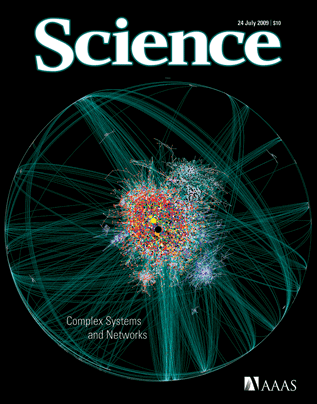 24 July 2009 | $10
Science
Complex Systems
and Networks
AAAS